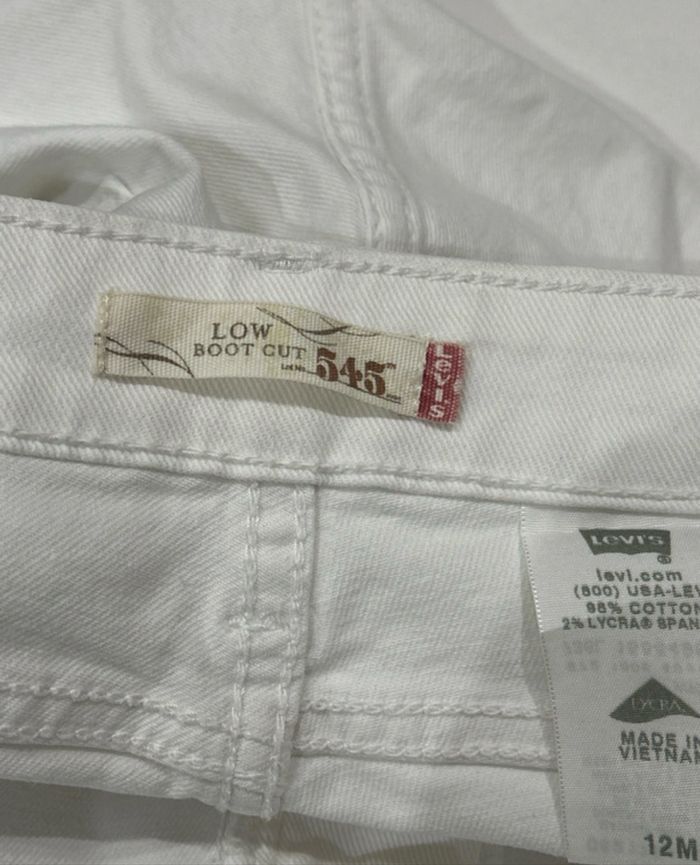 LOW
BOOT CUT
545
Levi's
Levi's
levi.com
(800) USA-LEV
98% COTTON
2% LYCRA® SPAN
LYCRA
MADE IN
VIETNAM
12M